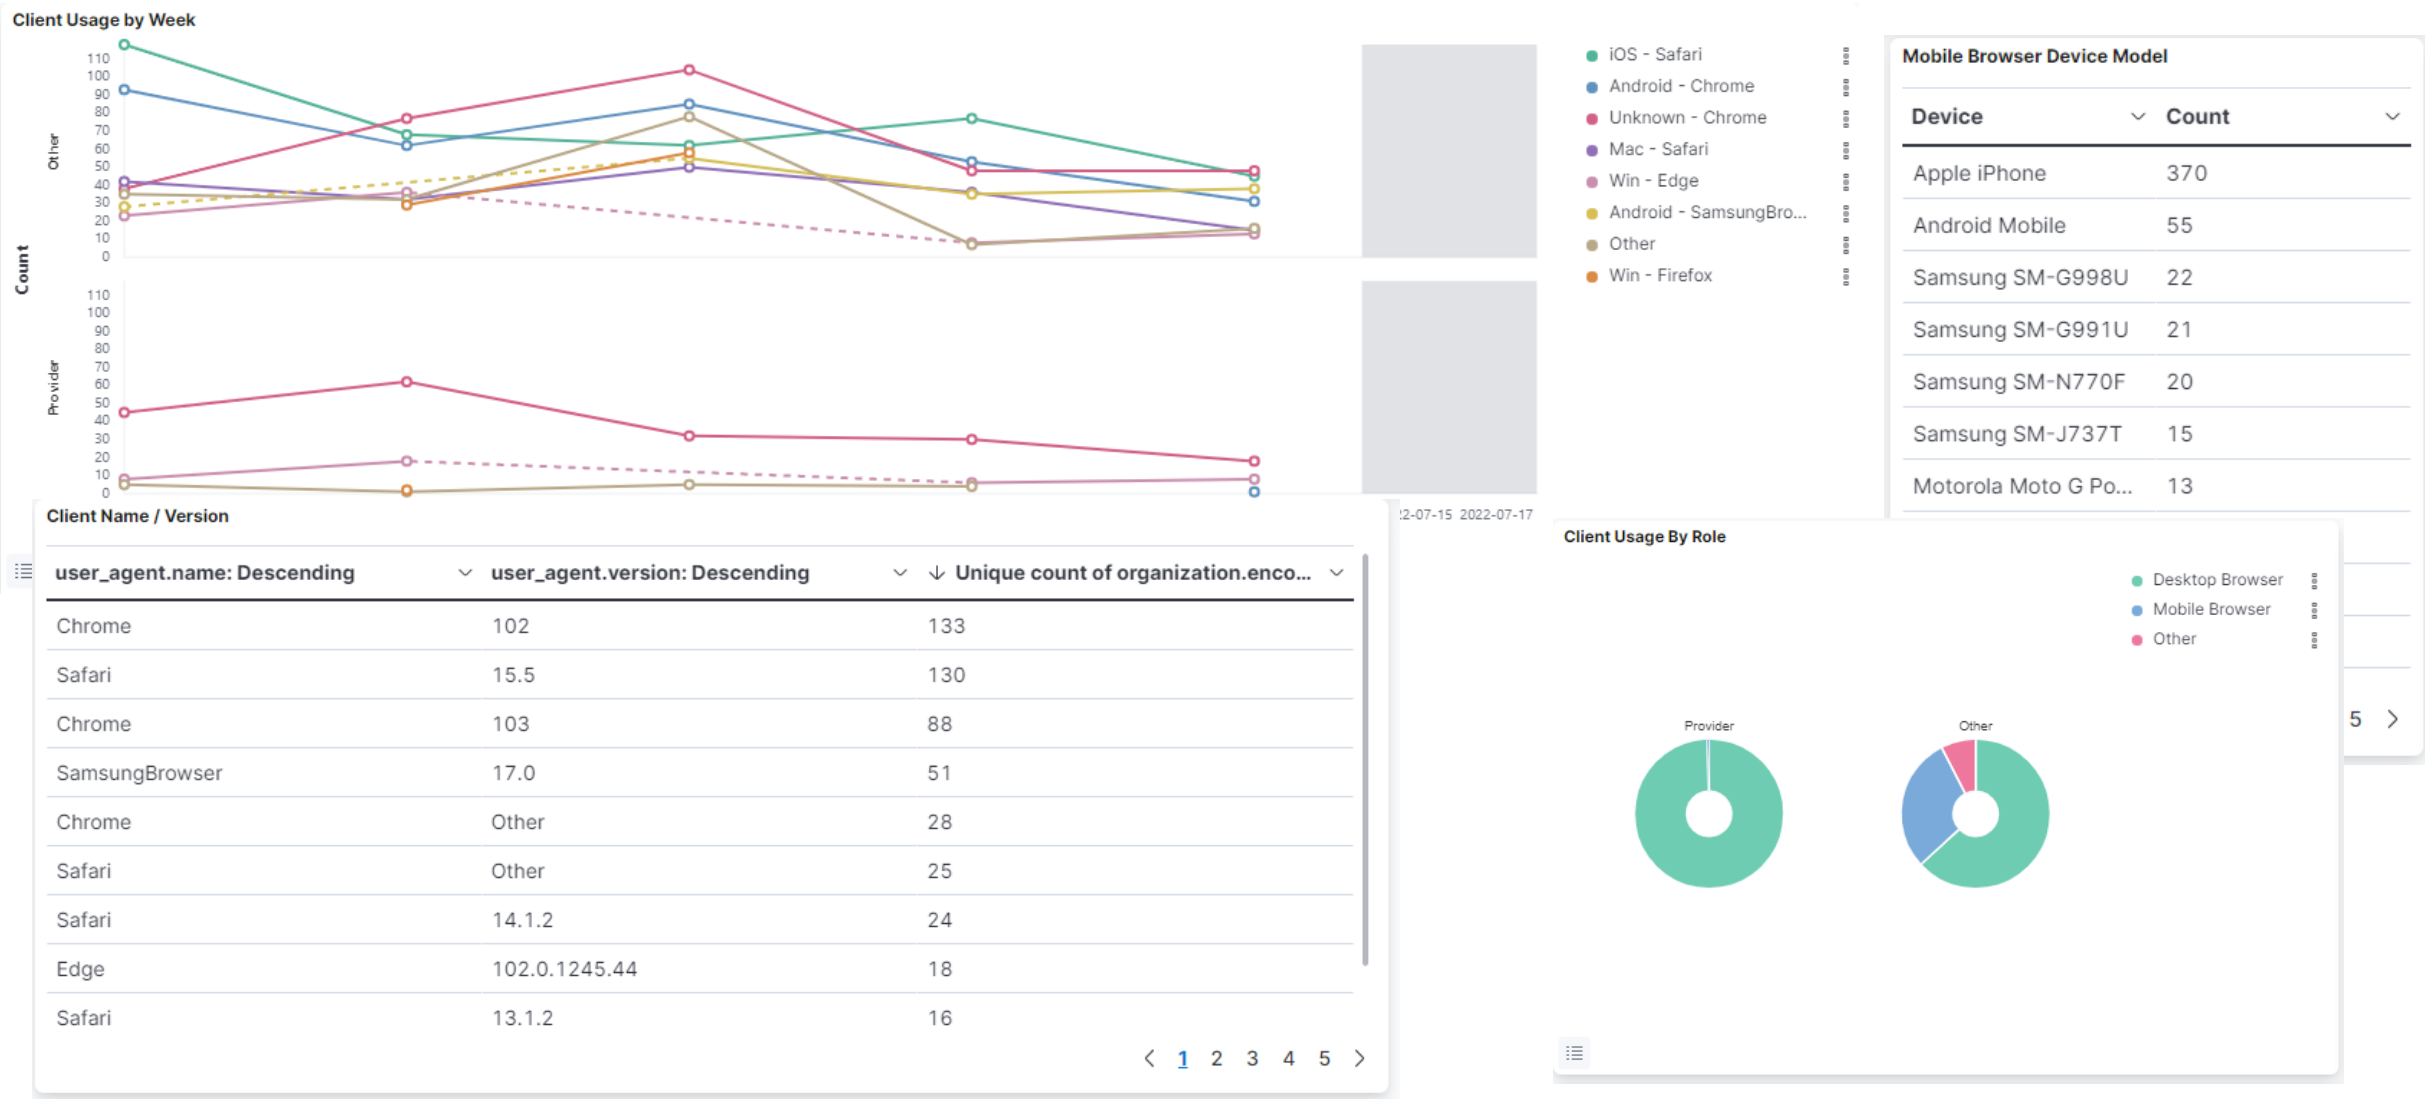 Client Usage by Week
Count
Other
110
100
90
80
70
60
50
40
30
20
10
0
Provider
110
100
90
80
70
60
50
40
30
20
10
0
2-07-15 2022-07-17
iOS - Safari
Android - Chrome
Unknown - Chrome
Mac - Safari
Win - Edge
Android - SamsungBro...
Other
Win - Firefox
Mobile Browser Device Model
Device Count
Apple iPhone 370
Android Mobile 55
Samsung SM-G998U 22
Samsung SM-G991U 21
Samsung SM-N770F 20
Samsung SM-J737T 15
Motorola Moto G Po... 13
5
Client Name / Version
user_agent.name: Descending user_agent.version: Descending Unique count of organization.enco...
Chrome 102 133
Safari 15.5 130
Chrome 103 88
SamsungBrowser 17.0 51
Chrome Other 28
Safari Other 25
Safari 14.1.2 24
Edge 102.0.1245.44 18
Safari 13.1.2 16
1 2 3 4 5
Client Usage By Role
Desktop Browser
Mobile Browser
Other
Provider
Other